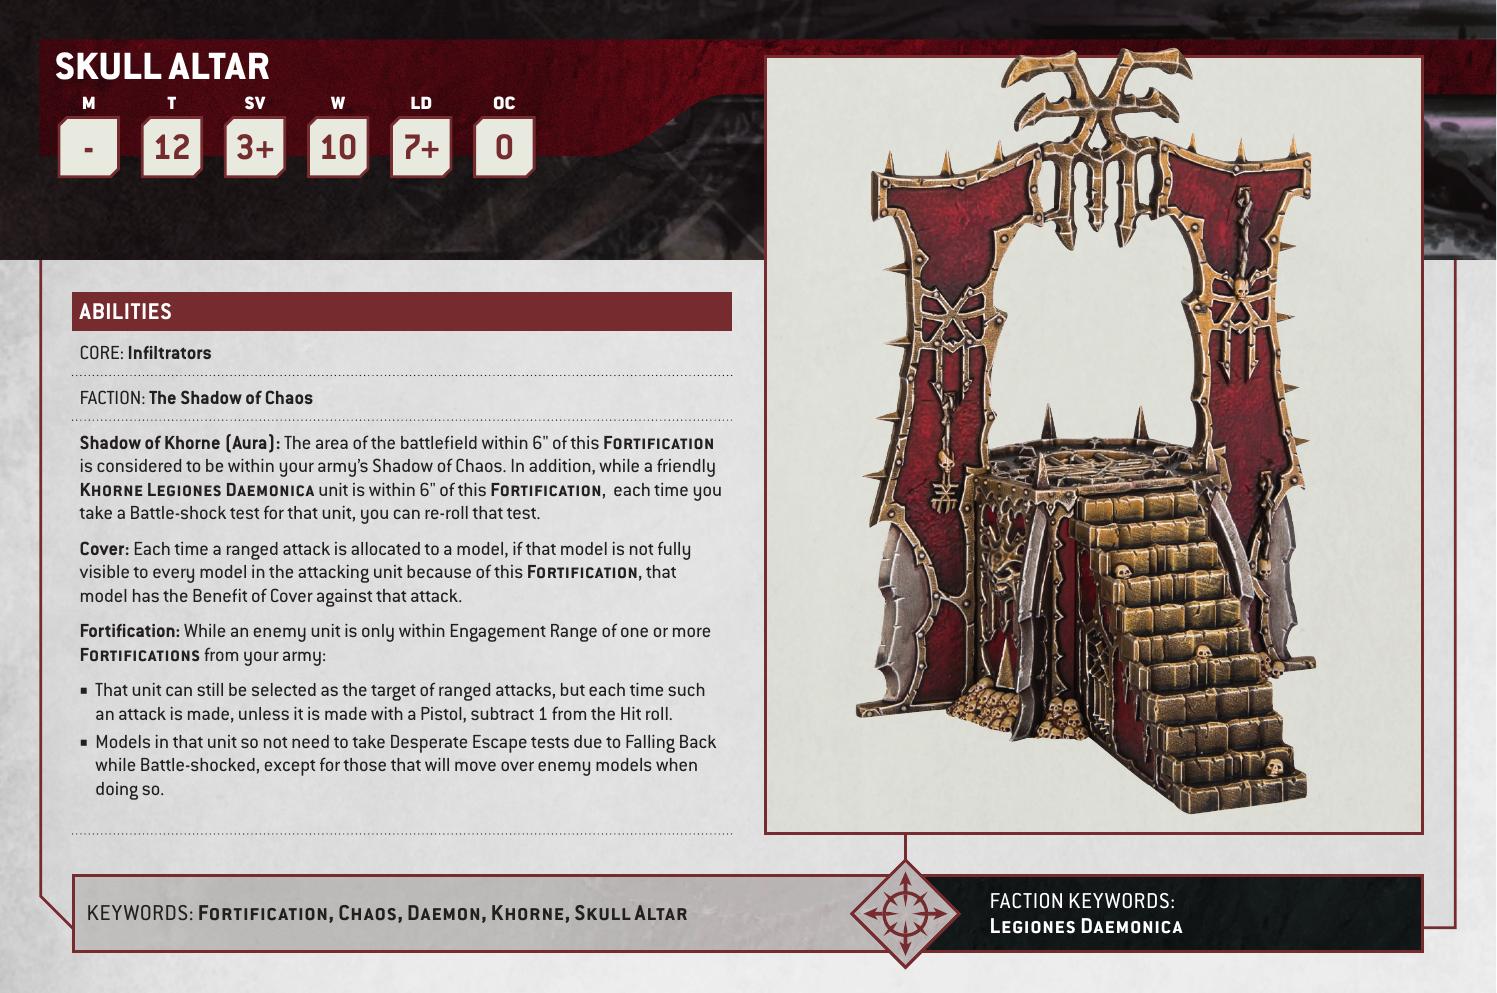 SKULL ALTAR
M T SV W LD OC
- 12 3+ 10 7+ 0
ABILITIES
CORE: Infiltrators
FACTION: The Shadow of Chaos
Shadow of Khorne (Aura): The area of the battlefield within 6" of this FORTIFICATION
is considered to be within your army’s Shadow of Chaos. In addition, while a friendly
KHORNE LEGIONES DAEMONICA unit is within 6" of this FORTIFICATION, each time you
take a Battle-shock test for that unit, you can re-roll that test.
Cover: Each time a ranged attack is allocated to a model, if that model is not fully
visible to every model in the attacking unit because of this FORTIFICATION, that
model has the Benefit of Cover against that attack.
Fortification: While an enemy unit is only within Engagement Range of one or more
FORTIFICATIONS from your army:
■ That unit can still be selected as the target of ranged attacks, but each time such
an attack is made, unless it is made with a Pistol, subtract 1 from the Hit roll.
■ Models in that unit so not need to take Desperate Escape tests due to Falling Back
while Battle-shocked, except for those that will move over enemy models when
doing so.
KEYWORDS: FORTIFICATION, CHAOS, DAEMON, KHORNE, SKULL ALTAR
FACTION KEYWORDS:
LEGIONES DAEMONICA